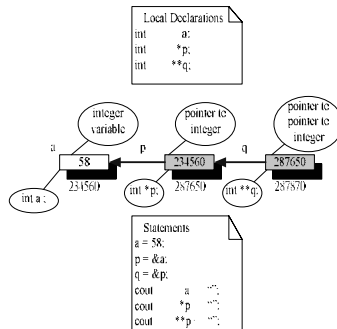 Local Declarations
int a;
int *p;
int **q;
integer
variable
pointer to
integer
pointer to
pointer to
integer
a
p
q
58
234560
287650
234560
287650
287870
int a ;
int *p;
int **q;
Statements
a = 58;
p = &a;
q = &p;
cout a
cout *p
cout **p